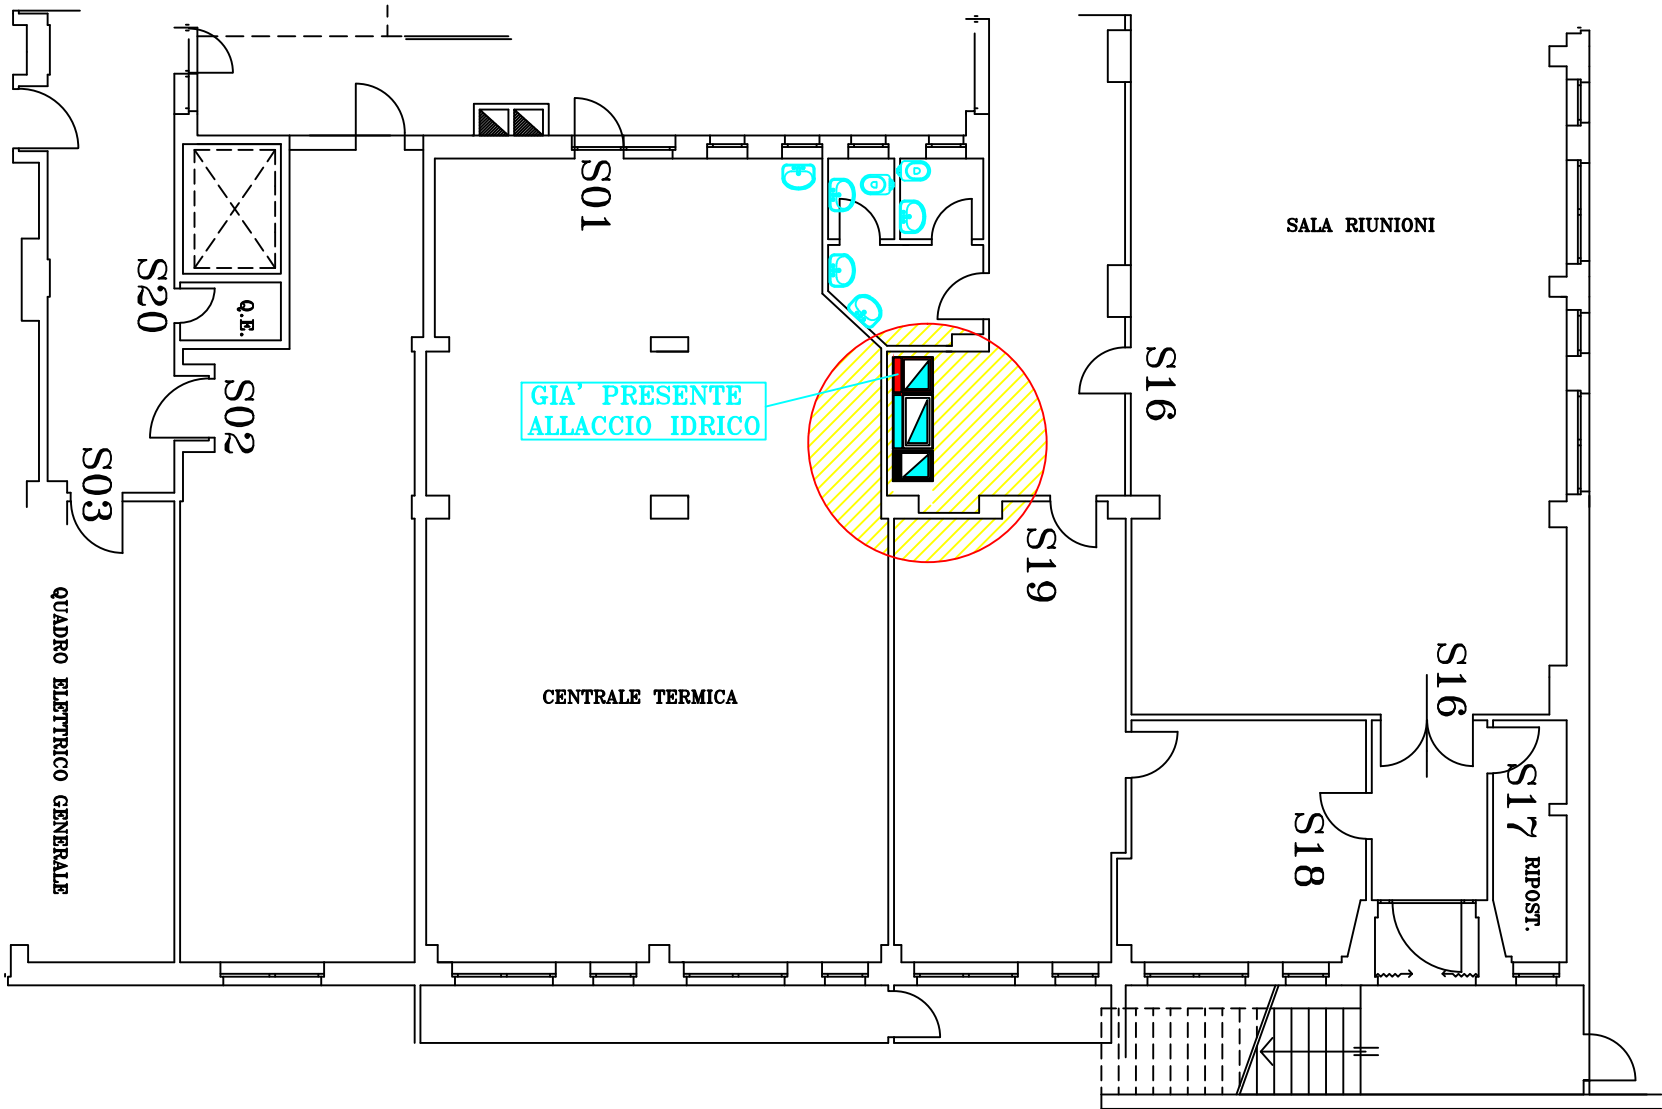 S01
SALA RIUNIONI
S20
Q.E.
S02
GIA' PRESENTE
ALLACCIO IDRICO
S16
S03
S19
QUADRO ELETTRICO GENERALE
CENTRALE TERMICA
S16
S17
S18
RIPOST.